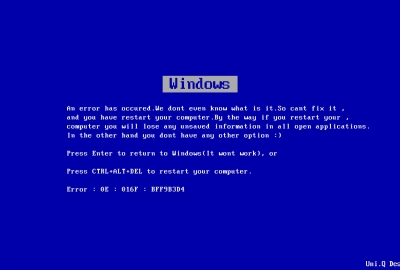 Windows
An error has occured.We dont even know what is it.So cant fix it ,
and you have restart your computer.By the way if you restart your ,
computer you will lose any unsaved information in all open applications.
In the other hand you dont have any other option :)
Press Enter to return to Windows(It wont work), or
Press CTRL+ALT+DEL to restart your computer.
Error : 0E : 016F : BFF9B3D4
Uni.Q Des